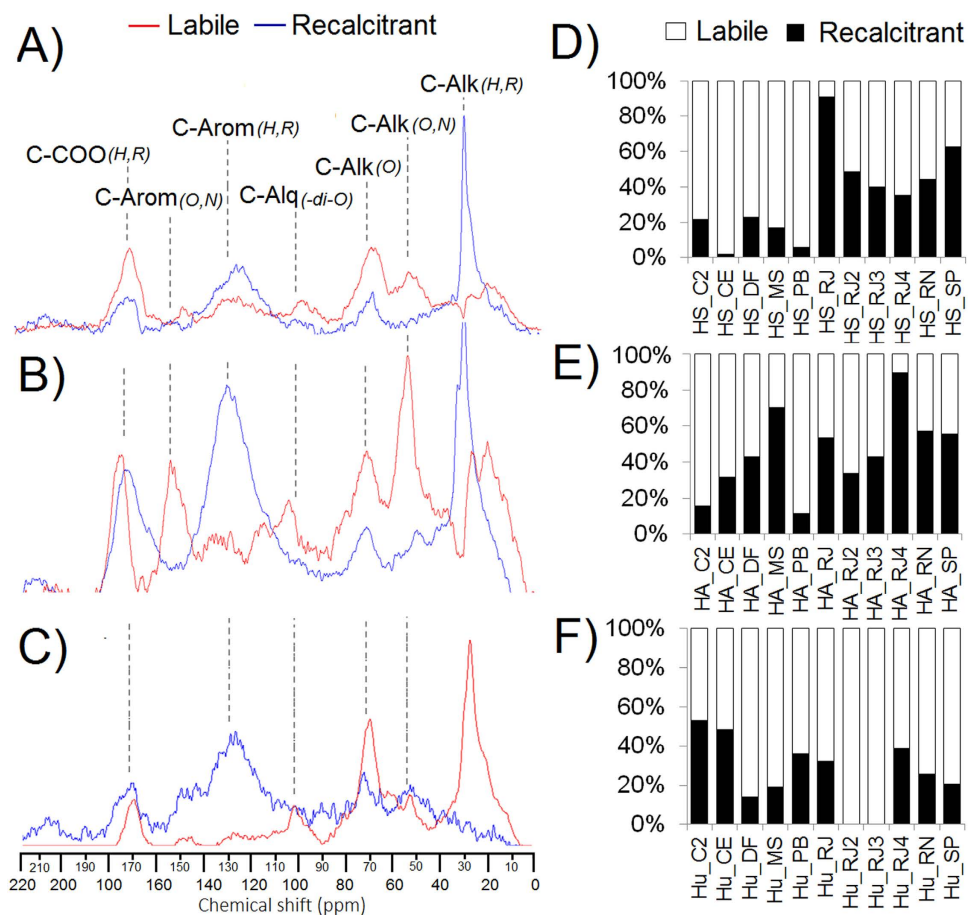 A)
Labile Recalcitrant
C-Alk(H,R)
C-Arom(H,R)
C-Alk(O,N)
C-COO(H,R)
C-Alk(O)
C-Arom(O,N)
C-Alq(-di-O)
B)
C)
210 190 170 150 130 110 90 70 50 30 10
220 200 180 160 140 120 100 80 60 40 20 0
Chemical shift (ppm)
D) Labile Recalcitrant
100%
80%
60%
40%
20%
0%
HS_C2 HS_CE HS_DF HS_MS HS_PB HS_RJ HS_RJ2 HS_RJ3 HS_RJ4 HS_RN HS_SP
E)
100%
80%
60%
40%
20%
0%
HA_C2 HA_CE HA_DF HA_MS HA_PB HA_RJ HA_RJ2 HA_RJ3 HA_RJ4 HA_RN HA_SP
F)
100%
80%
60%
40%
20%
0%
Hu_C2 Hu_CE Hu_DF Hu_MS Hu_PB Hu_RJ Hu_RJ2 Hu_RJ3 Hu_RJ4 Hu_RN Hu_SP